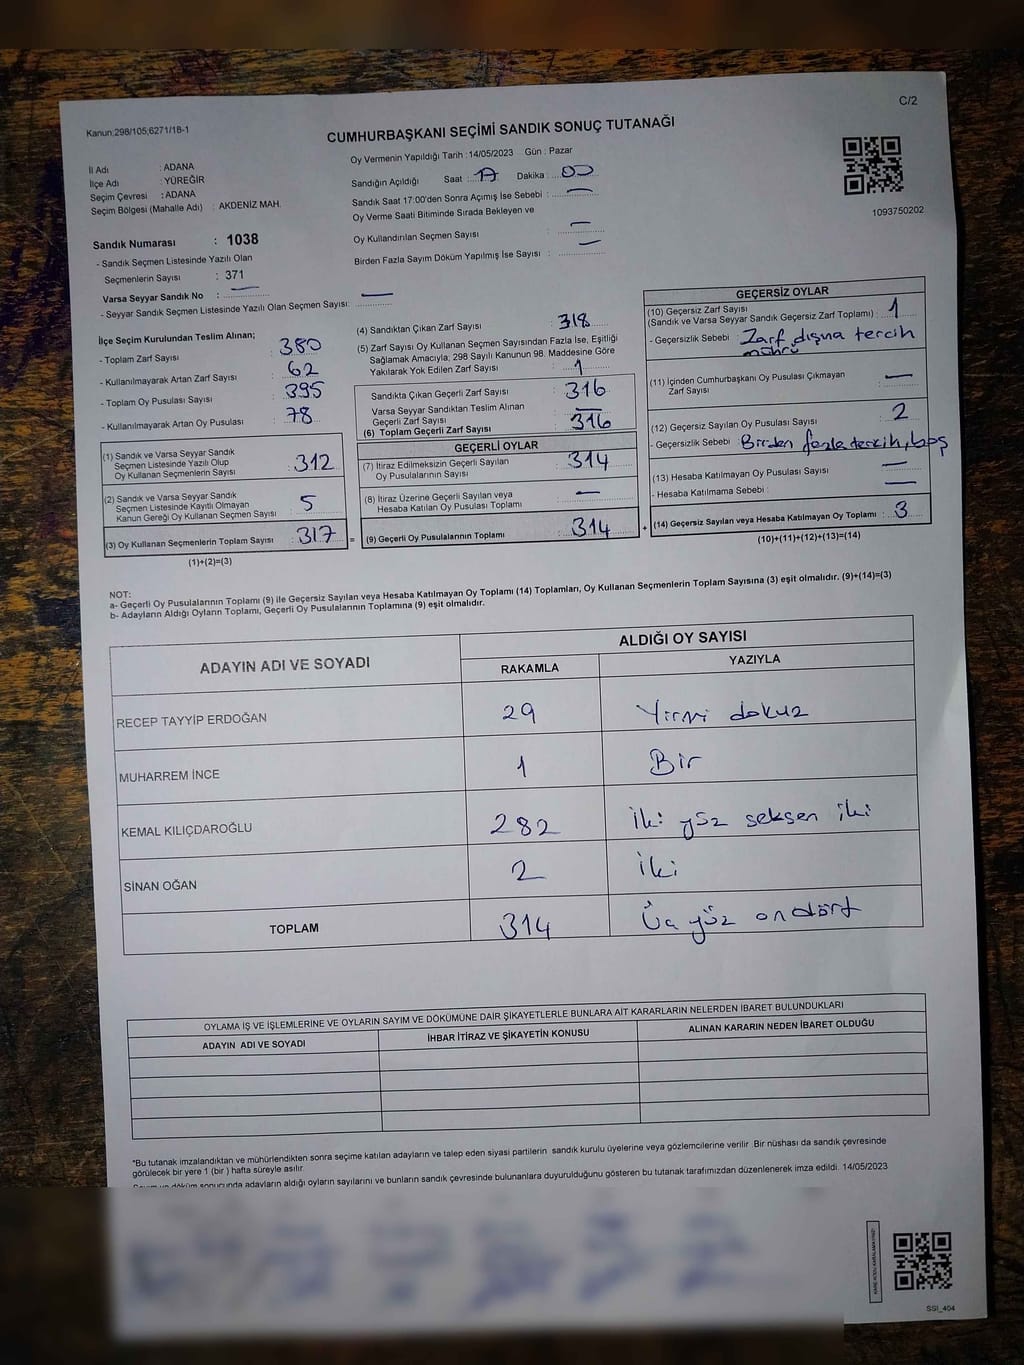 C/2
Kanun:298/105;6271/1B-1
CUMHURBAŞKANI SEÇİMİ SANDIK SONUÇ TUTANAĞI
İl Adı : ADANA
İlçe Adı : YÜREĞİR
Seçim Çevresi : ADANA
Seçim Bölgesi (Mahalle Adı) : AKDENİZ MAH.
Sandık Numarası : 1038
- Sandık Seçmen Listesinde Yazılı Olan
Seçmenlerin Sayısı : 371
Varsa Seyyar Sandık No : —
- Seyyar Sandık Seçmen Listesinde Yazılı Olan Seçmen Sayısı: —
Oy Vermenin Yapıldığı Tarih :14/05/2023 Gün : Pazar
Sandığın Açıldığı Saat : 17 Dakika : 00
Sandık Saat 17:00'den Sonra Açımış İse Sebebi : —
Oy Verme Saati Bitiminde Sırada Bekleyen ve
Oy Kullandırılan Seçmen Sayısı : —
Birden Fazla Sayım Döküm Yapılmış İse Sayısı : —
1093750202
İlçe Seçim Kurulundan Teslim Alınan;
- Toplam Zarf Sayısı : 380
- Kullanılmayarak Artan Zarf Sayısı : 62
- Toplam Oy Pusulası Sayısı : 395
- Kullanılmayarak Artan Oy Pusulası : 78
(1) Sandık ve Varsa Seyyar Sandık
Seçmen Listesinde Yazılı Olup
Oy Kullanan Seçmenlerin Sayısı : 312
(2) Sandık ve Varsa Seyyar Sandık
Seçmen Listesinde Kayıtlı Olmayan
Kanun Gereği Oy Kullanan Seçmen Sayısı : 5
(3) Oy Kullanan Seçmenlerin Toplam Sayısı : 317 =
(1)+(2)=(3)
(4) Sandıktan Çıkan Zarf Sayısı : 318
(5) Zarf Sayısı Oy Kullanan Seçmen Sayısından Fazla İse, Eşitliği
Sağlamak Amacıyla; 298 Sayılı Kanunun 98. Maddesine Göre
Yakılarak Yok Edilen Zarf Sayısı : 1
Sandıkta Çıkan Geçerli Zarf Sayısı : 316
Varsa Seyyar Sandıktan Teslim Alınan
Geçerli Zarf Sayısı : —
(6) Toplam Geçerli Zarf Sayısı : 316
GEÇERLİ OYLAR
(7) İtiraz Edilmeksizin Geçerli Sayılan
Oy Pusulalarının Sayısı : 314
(8) İtiraz Üzerine Geçerli Sayılan veya
Hesaba Katılan Oy Pusulası Toplamı : —
(9) Geçerli Oy Pusulalarının Toplamı : 314 +
GEÇERSİZ OYLAR
(10) Geçersiz Zarf Sayısı
(Sandık ve Varsa Seyyar Sandık Geçersiz Zarf Toplamı) : 1
- Geçersizlik Sebebi : Zarf dışına tercih
mührü
(11) İçinden Cumhurbaşkanı Oy Pusulası Çıkmayan
Zarf Sayısı : —
(12) Geçersiz Sayılan Oy Pusulası Sayısı : 2
- Geçersizlik Sebebi : Birden fazla tercih, boş
(13) Hesaba Katılmayan Oy Pusulası Sayısı : —
- Hesaba Katılmama Sebebi : —
(14) Geçersiz Sayılan veya Hesaba Katılmayan Oy Toplamı : 3
(10)+(11)+(12)+(13)=(14)
NOT:
a- Geçerli Oy Pusulalarının Toplamı (9) ile Geçersiz Sayılan veya Hesaba Katılmayan Oy Toplamı (14) Toplamları, Oy Kullanan Seçmenlerin Toplam Sayısına (3) eşit olmalıdır. (9)+(14)=(3)
b- Adayların Aldığı Oyların Toplamı, Geçerli Oy Pusulalarının Toplamına (9) eşit olmalıdır.
ADAYIN ADI VE SOYADI
ALDIĞI OY SAYISI
RAKAMLA YAZIYLA
RECEP TAYYİP ERDOĞAN 29 Yirmi dokuz
MUHARREM İNCE 1 Bir
KEMAL KILIÇDAROĞLU 282 İki yüz seksen iki
SİNAN OĞAN 2 İki
TOPLAM 314 Üç yüz on dört
OYLAMA İŞ VE İŞLEMLERİNE VE OYLARIN SAYIM VE DÖKÜMÜNE DAİR ŞİKAYETLERLE BUNLARA AİT KARARLARIN NELERDEN İBARET BULUNDUKLARI
ADAYIN ADI VE SOYADI İHBAR İTİRAZ VE ŞİKAYETİN KONUSU ALINAN KARARIN NEDEN İBARET OLDUĞU
*Bu tutanak imzalandıktan ve mühürlendikten sonra seçime katılan adayların ve talep eden siyasi partilerin sandık kurulu üyelerine veya gözlemcilerine verilir. Bir nüshası da sandık çevresinde
görülecek bir yere 1 (bir ) hafta süreyle asılır.
Sayım ve döküm sonucunda adayların aldığı oyların sayılarını ve bunların sandık çevresinde bulunanlara duyurulduğunu gösteren bu tutanak tarafımızdan düzenlenerek imza edildi. 14/05/2023
SSI_404